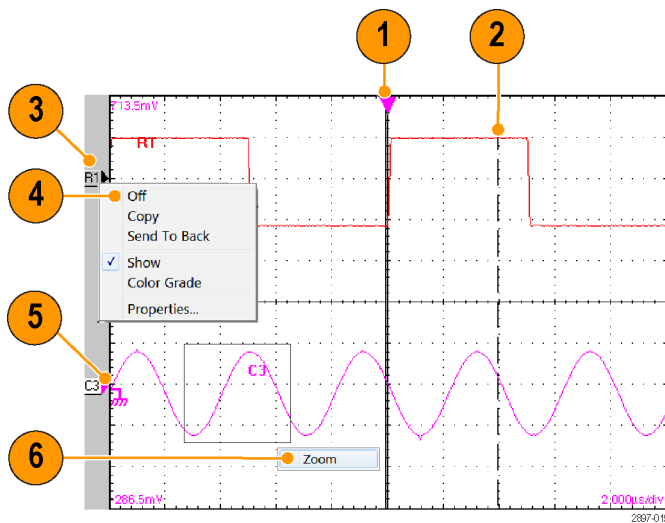 1
2
713.5mV
3
R1
R1
4
Off
Copy
Send To Back
✓ Show
Color Grade
Properties...
5
C3
C3
6
Zoom
-286.5mV
2.000µs/div